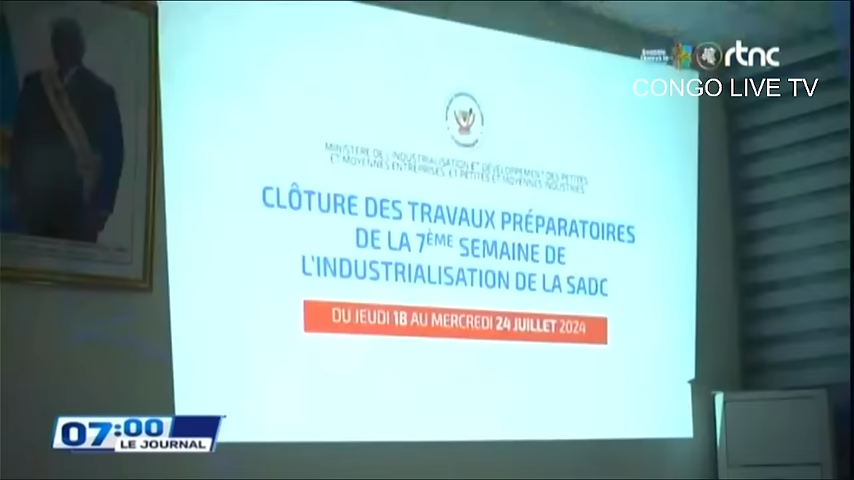 rtnc
CONGO LIVE TV
MINISTÈRE DE L'INDUSTRIALISATION ET DÉVELOPPEMENT DES PETITES
ET MOYENNES ENTREPRISES, ET PETITES ET MOYENNES INDUSTRIES
CLÔTURE DES TRAVAUX PRÉPARATOIRES
DE LA 7ÈME SEMAINE DE
L'INDUSTRIALISATION DE LA SADC
DU JEUDI 18 AU MERCREDI 24 JUILLET 2024
07:00
LE JOURNAL